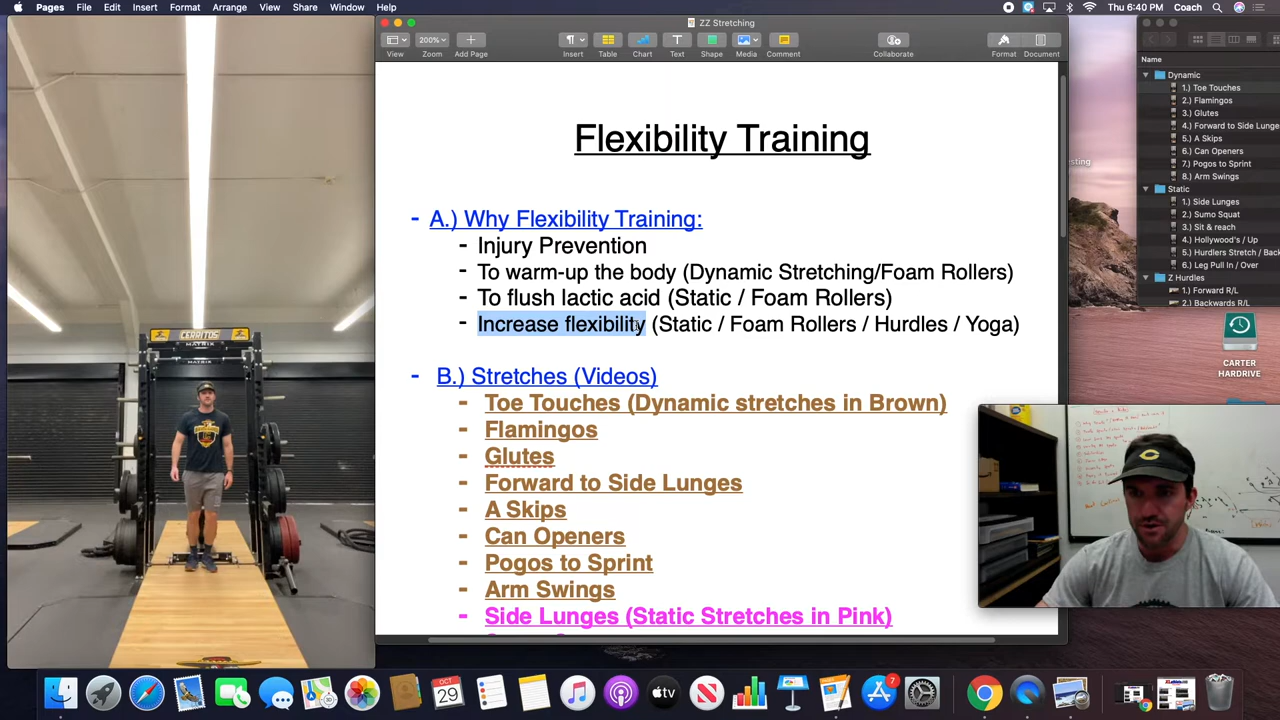 Pages File Edit Insert Format Arrange View Share Window Help
Thu 6:40 PM Coach
ZZ Stretching
200%
View Zoom Add Page Insert Table Chart Text Shape Media Comment Collaborate Format Document
Flexibility Training
- A.) Why Flexibility Training:
- Injury Prevention
- To warm-up the body (Dynamic Stretching/Foam Rollers)
- To flush lactic acid (Static / Foam Rollers)
- Increase flexibility (Static / Foam Rollers / Hurdles / Yoga)
- B.) Stretches (Videos)
- Toe Touches (Dynamic stretches in Brown)
- Flamingos
- Glutes
- Forward to Side Lunges
- A Skips
- Can Openers
- Pogos to Sprint
- Arm Swings
- Side Lunges (Static Stretches in Pink)
Name
Dynamic
1.) Toe Touches
2.) Flamingos
3.) Glutes
4.) Forward to Side Lunge
5.) A Skips
6.) Can Openers
7.) Pogos to Sprint
8.) Arm Swings
Static
1.) Side Lunges
2.) Sumo Squat
3.) Sit & reach
4.) Hollywood's / Up
5.) Hurdlers Stretch / Back
6.) Leg Pull In / Over
Z Hurdles
1.) Forward R/L
2.) Backwards R/L
esting
CARTER
HARDRIVE
CERRITOS
MATRIX
C
OCT
29
tv
7